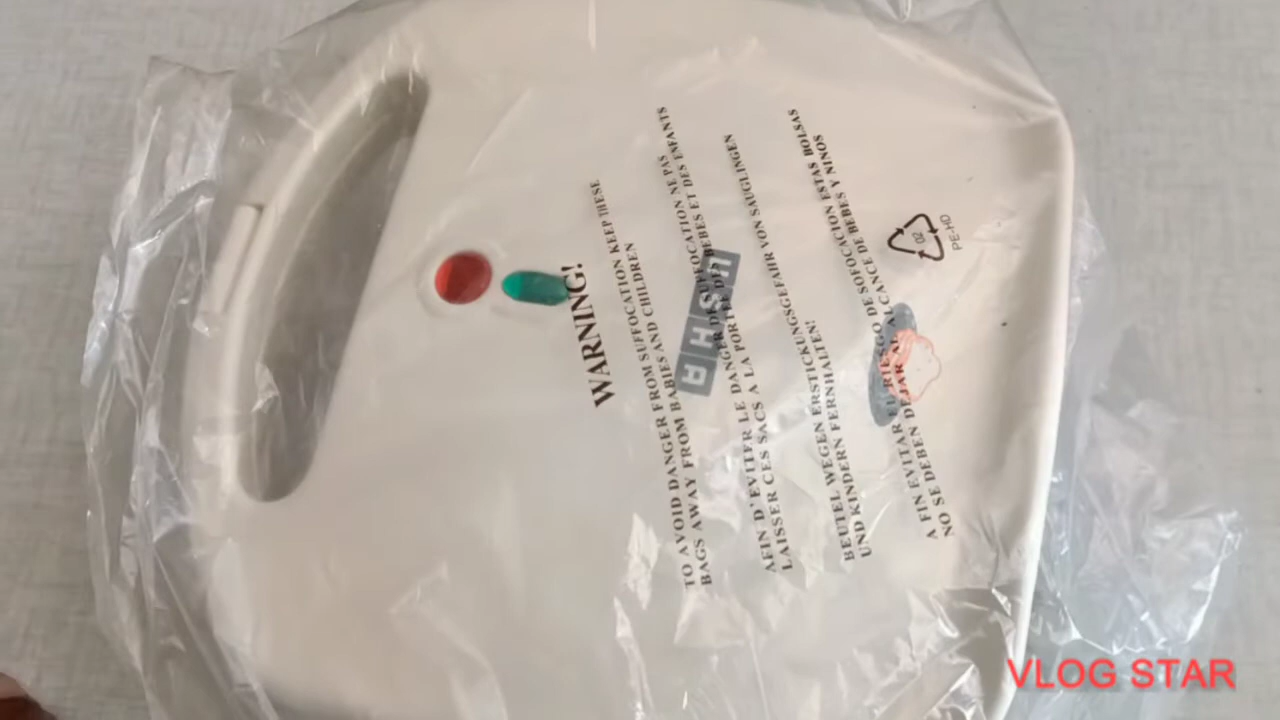 WARNING!
TO AVOID DANGER FROM SUFFOCATION KEEP THESE
BAGS AWAY FROM BABIES AND CHILDREN
AFIN D'EVITER LE DANGER DE SUFFOCATION NE PAS
LAISSER CES SACS A LA PORTEE DES BEBES ET DES ENFANTS
BEUTEL WEGEN ERSTICKUNGSGEFAHR VON SAUGLINGEN
UND KINDERN FERNHALTEN!
A FIN EVITAR EL RIESGO DE SOFOCACION ESTAS BOLSAS
NO SE DEBEN DEJAR AL ALCANCE DE BEBES Y NINOS
02
PE-HD
USHA
VLOG STAR